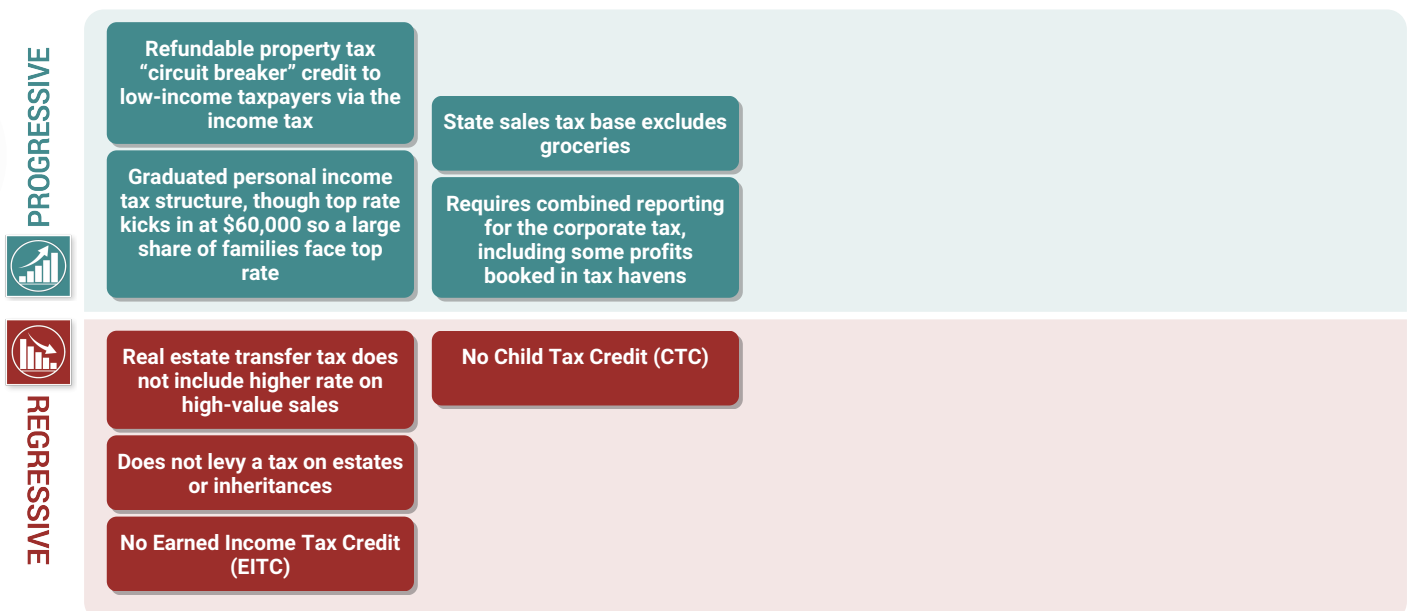 PROGRESSIVE
Refundable property tax
“circuit breaker” credit to
low-income taxpayers via the
income tax
Graduated personal income
tax structure, though top rate
kicks in at $60,000 so a large
share of families face top
rate
State sales tax base excludes
groceries
Requires combined reporting
for the corporate tax,
including some profits
booked in tax havens
REGRESSIVE
Real estate transfer tax does
not include higher rate on
high-value sales
Does not levy a tax on estates
or inheritances
No Earned Income Tax Credit
(EITC)
No Child Tax Credit (CTC)